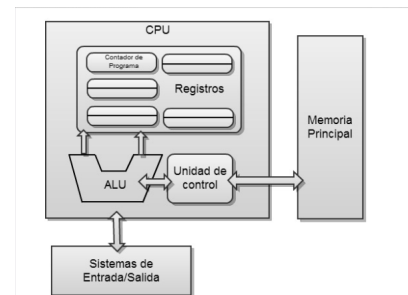 CPU
Contador de
Programa
Registros
ALU
Unidad de
control
Memoria
Principal
Sistemas de
Entrada/Salida